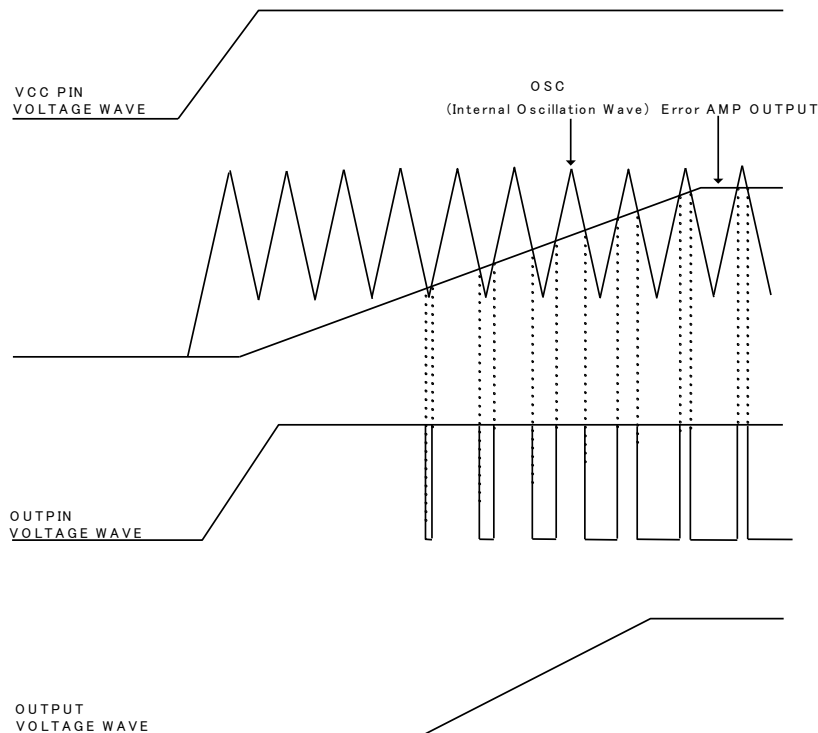 VCC PIN
VOLTAGE WAVE
OSC
(Internal Oscillation Wave) Error AMP OUTPUT
OUTPIN
VOLTAGE WAVE
OUTPUT
VOLTAGE WAVE